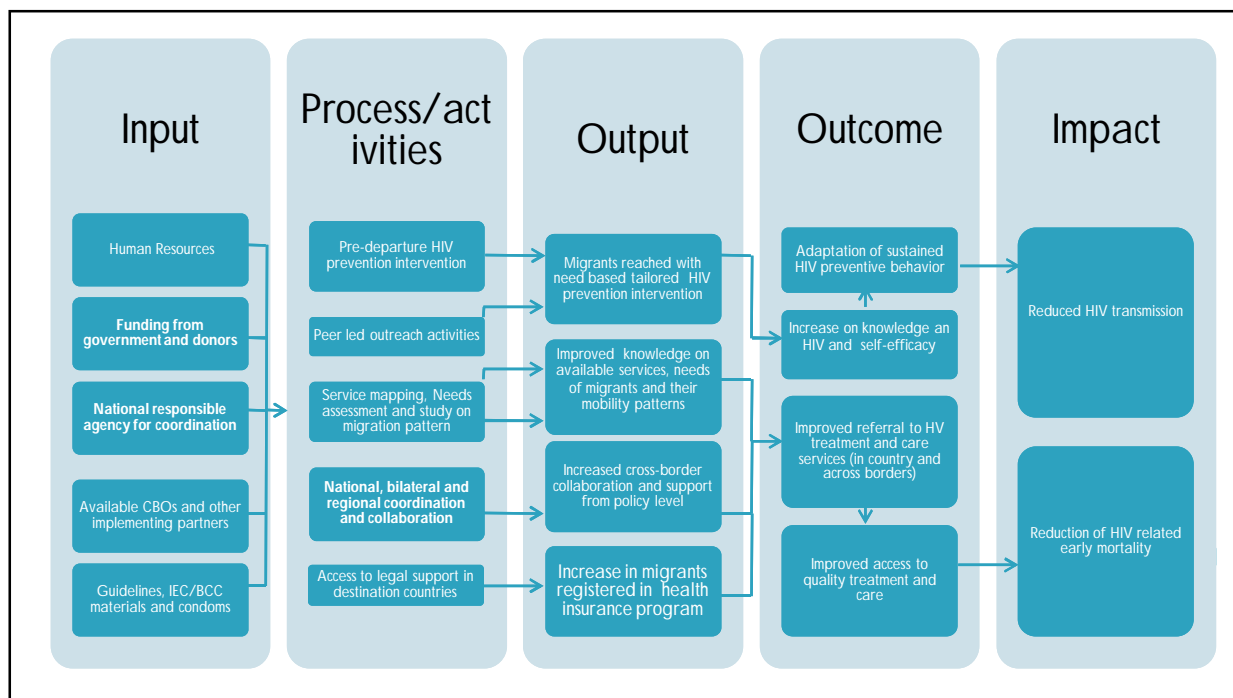 Input
Human Resources
Funding from
government and donors
National responsible
agency for coordination
Available CBOs and other
implementing partners
Guidelines, IEC/BCC
materials and condoms
Process/act
ivities
Pre-departure HIV
prevention intervention
Peer led outreach activities
Service mapping, Needs
assessment and study on
migration pattern
National, bilateral and
regional coordination
and collaboration
Access to legal support in
destination countries
Output
Migrants reached with
need based tailored HIV
prevention intervention
Improved knowledge on
available services, needs
of migrants and their
mobility patterns
Increased cross-border
collaboration and support
from policy level
Increase in migrants
registered in health
insurance program
Outcome
Adaptation of sustained
HIV preventive behavior
Increase on knowledge an
HIV and self-efficacy
Improved referral to HV
treatment and care
services (in country and
across borders)
Improved access to
quality treatment and
care
Impact
Reduced HIV transmission
Reduction of HIV related
early mortality